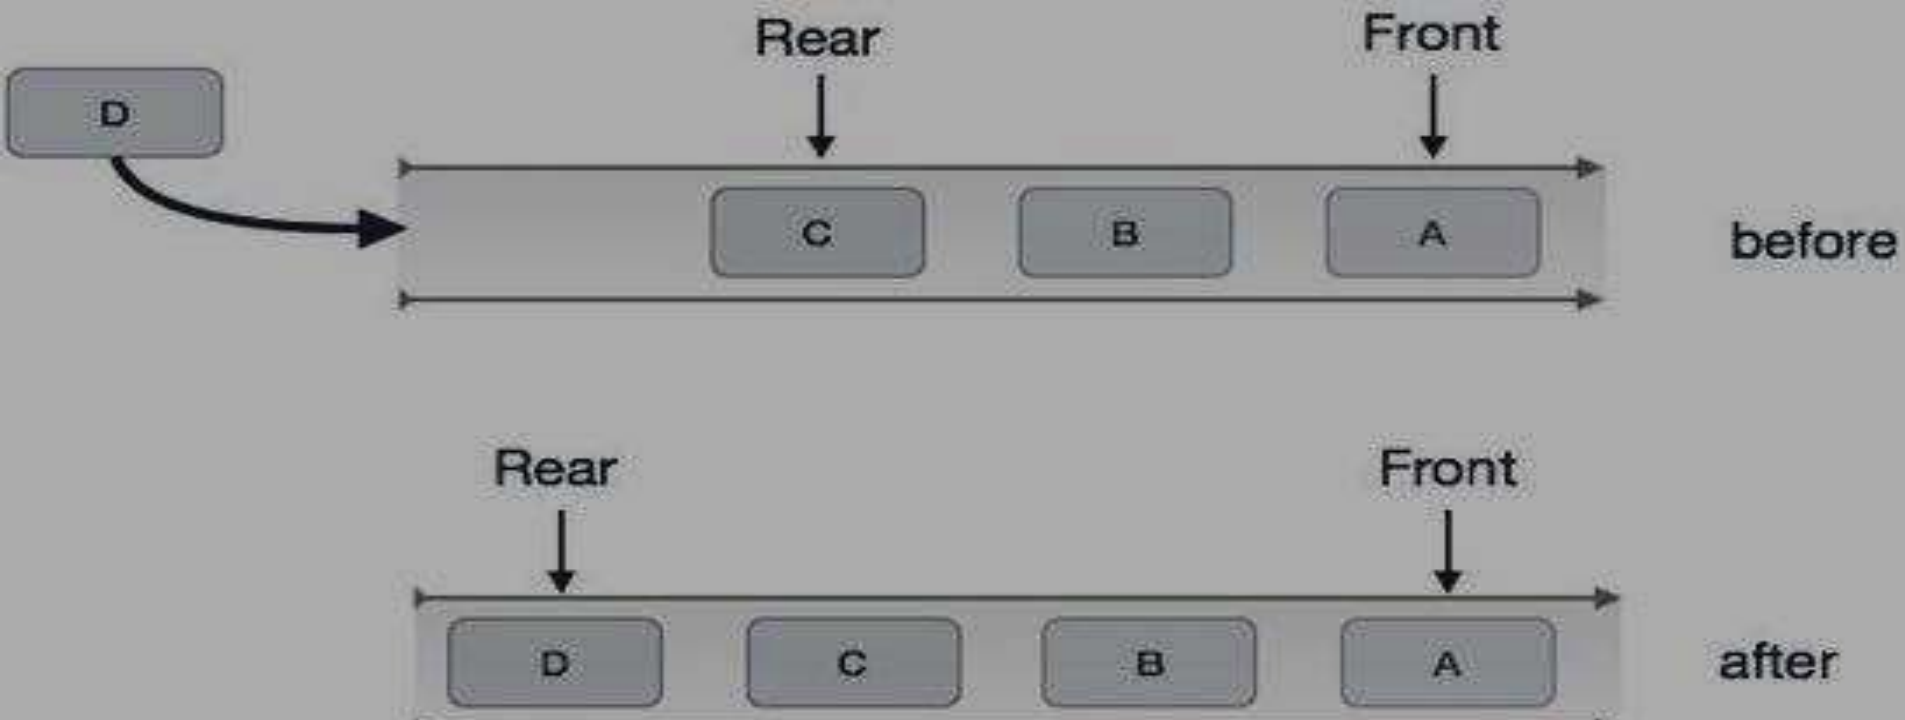 Rear Front
D
C B A
before
Rear Front
D C B A
after